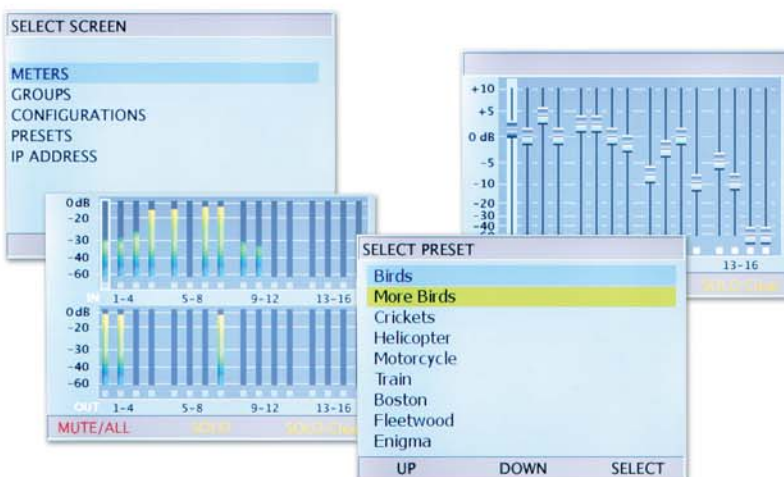 SELECT SCREEN
METERS
GROUPS
CONFIGURATIONS
PRESETS
IP ADDRESS
+10
+5
0 dB
-5
-10
-20
-30
-40
13-16
0 dB
-20
-30
-40
-60
IN 1-4 5-8 9-12 13-16
0 dB
-20
-30
-40
-60
OUT 1-4 5-8 9-12 13-16
MUTE/ALL SOLO
SELECT PRESET
Birds
More Birds
Crickets
Helicopter
Motorcycle
Train
Boston
Fleetwood
Enigma
UP DOWN SELECT